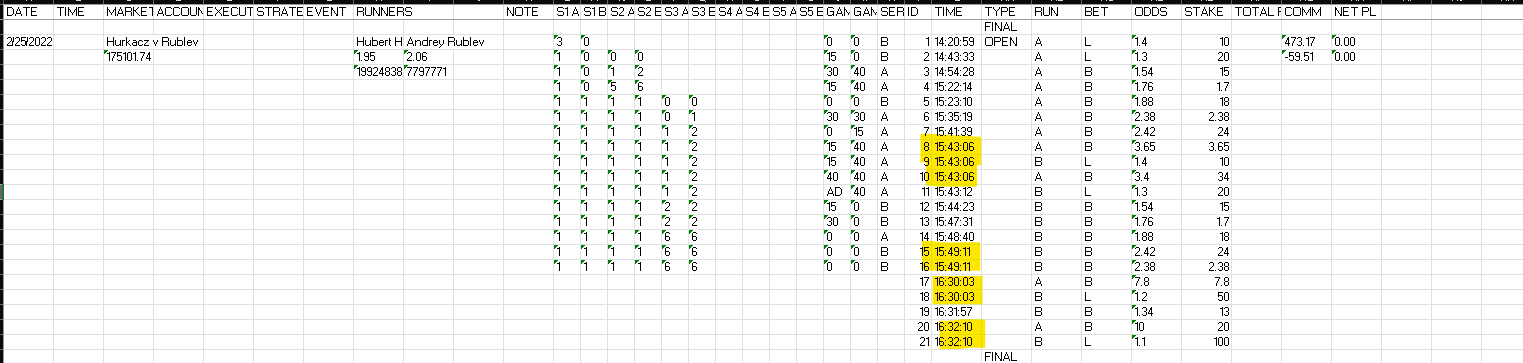 DATE TIME MARKET ACCOUN EXECUT STRATE EVENT RUNNERS NOTE S1 A S1 B S2 A S2 E S3 A S3 E S4 A S4 E S5 A S5 E GAM GAM SER ID TIME TYPE RUN BET ODDS STAKE TOTAL F COMM NET PL
FINAL
2/25/2022 Hurkacz v Rublev Hubert H Andrey Rublev 3 0 0 0 B 1 14:20:59 OPEN A L 1.4 10 473.17 0.00
175101.74 1.95 2.06 1 0 0 0 15 0 B 2 14:43:33 A L 1.3 20 -59.51 0.00
19924838 7797771 1 0 1 2 30 40 A 3 14:54:28 A B 1.54 15
1 0 5 6 15 40 A 4 15:22:14 A B 1.76 1.7
1 1 1 1 0 0 0 0 B 5 15:23:10 A B 1.88 18
1 1 1 1 0 1 30 30 A 6 15:35:19 A B 2.38 2.38
1 1 1 1 1 2 0 15 A 7 15:41:39 A B 2.42 24
1 1 1 1 1 2 15 40 A 8 15:43:06 A B 3.65 3.65
1 1 1 1 1 2 15 40 A 9 15:43:06 B L 1.4 10
1 1 1 1 1 2 40 40 A 10 15:43:06 A B 3.4 34
1 1 1 1 1 2 AD 40 A 11 15:43:12 B L 1.3 20
1 1 1 1 2 2 15 0 B 12 15:44:23 B B 1.54 15
1 1 1 1 2 2 30 0 B 13 15:47:31 B B 1.76 1.7
1 1 1 1 6 6 0 0 A 14 15:48:40 B B 1.88 18
1 1 1 1 6 6 0 0 B 15 15:49:11 B B 2.42 24
1 1 1 1 6 6 0 0 B 16 15:49:11 B B 2.38 2.38
17 16:30:03 A B 7.8 7.8
18 16:30:03 B L 1.2 50
19 16:31:57 B B 1.34 13
20 16:32:10 A B 10 20
21 16:32:10 B L 1.1 100
FINAL